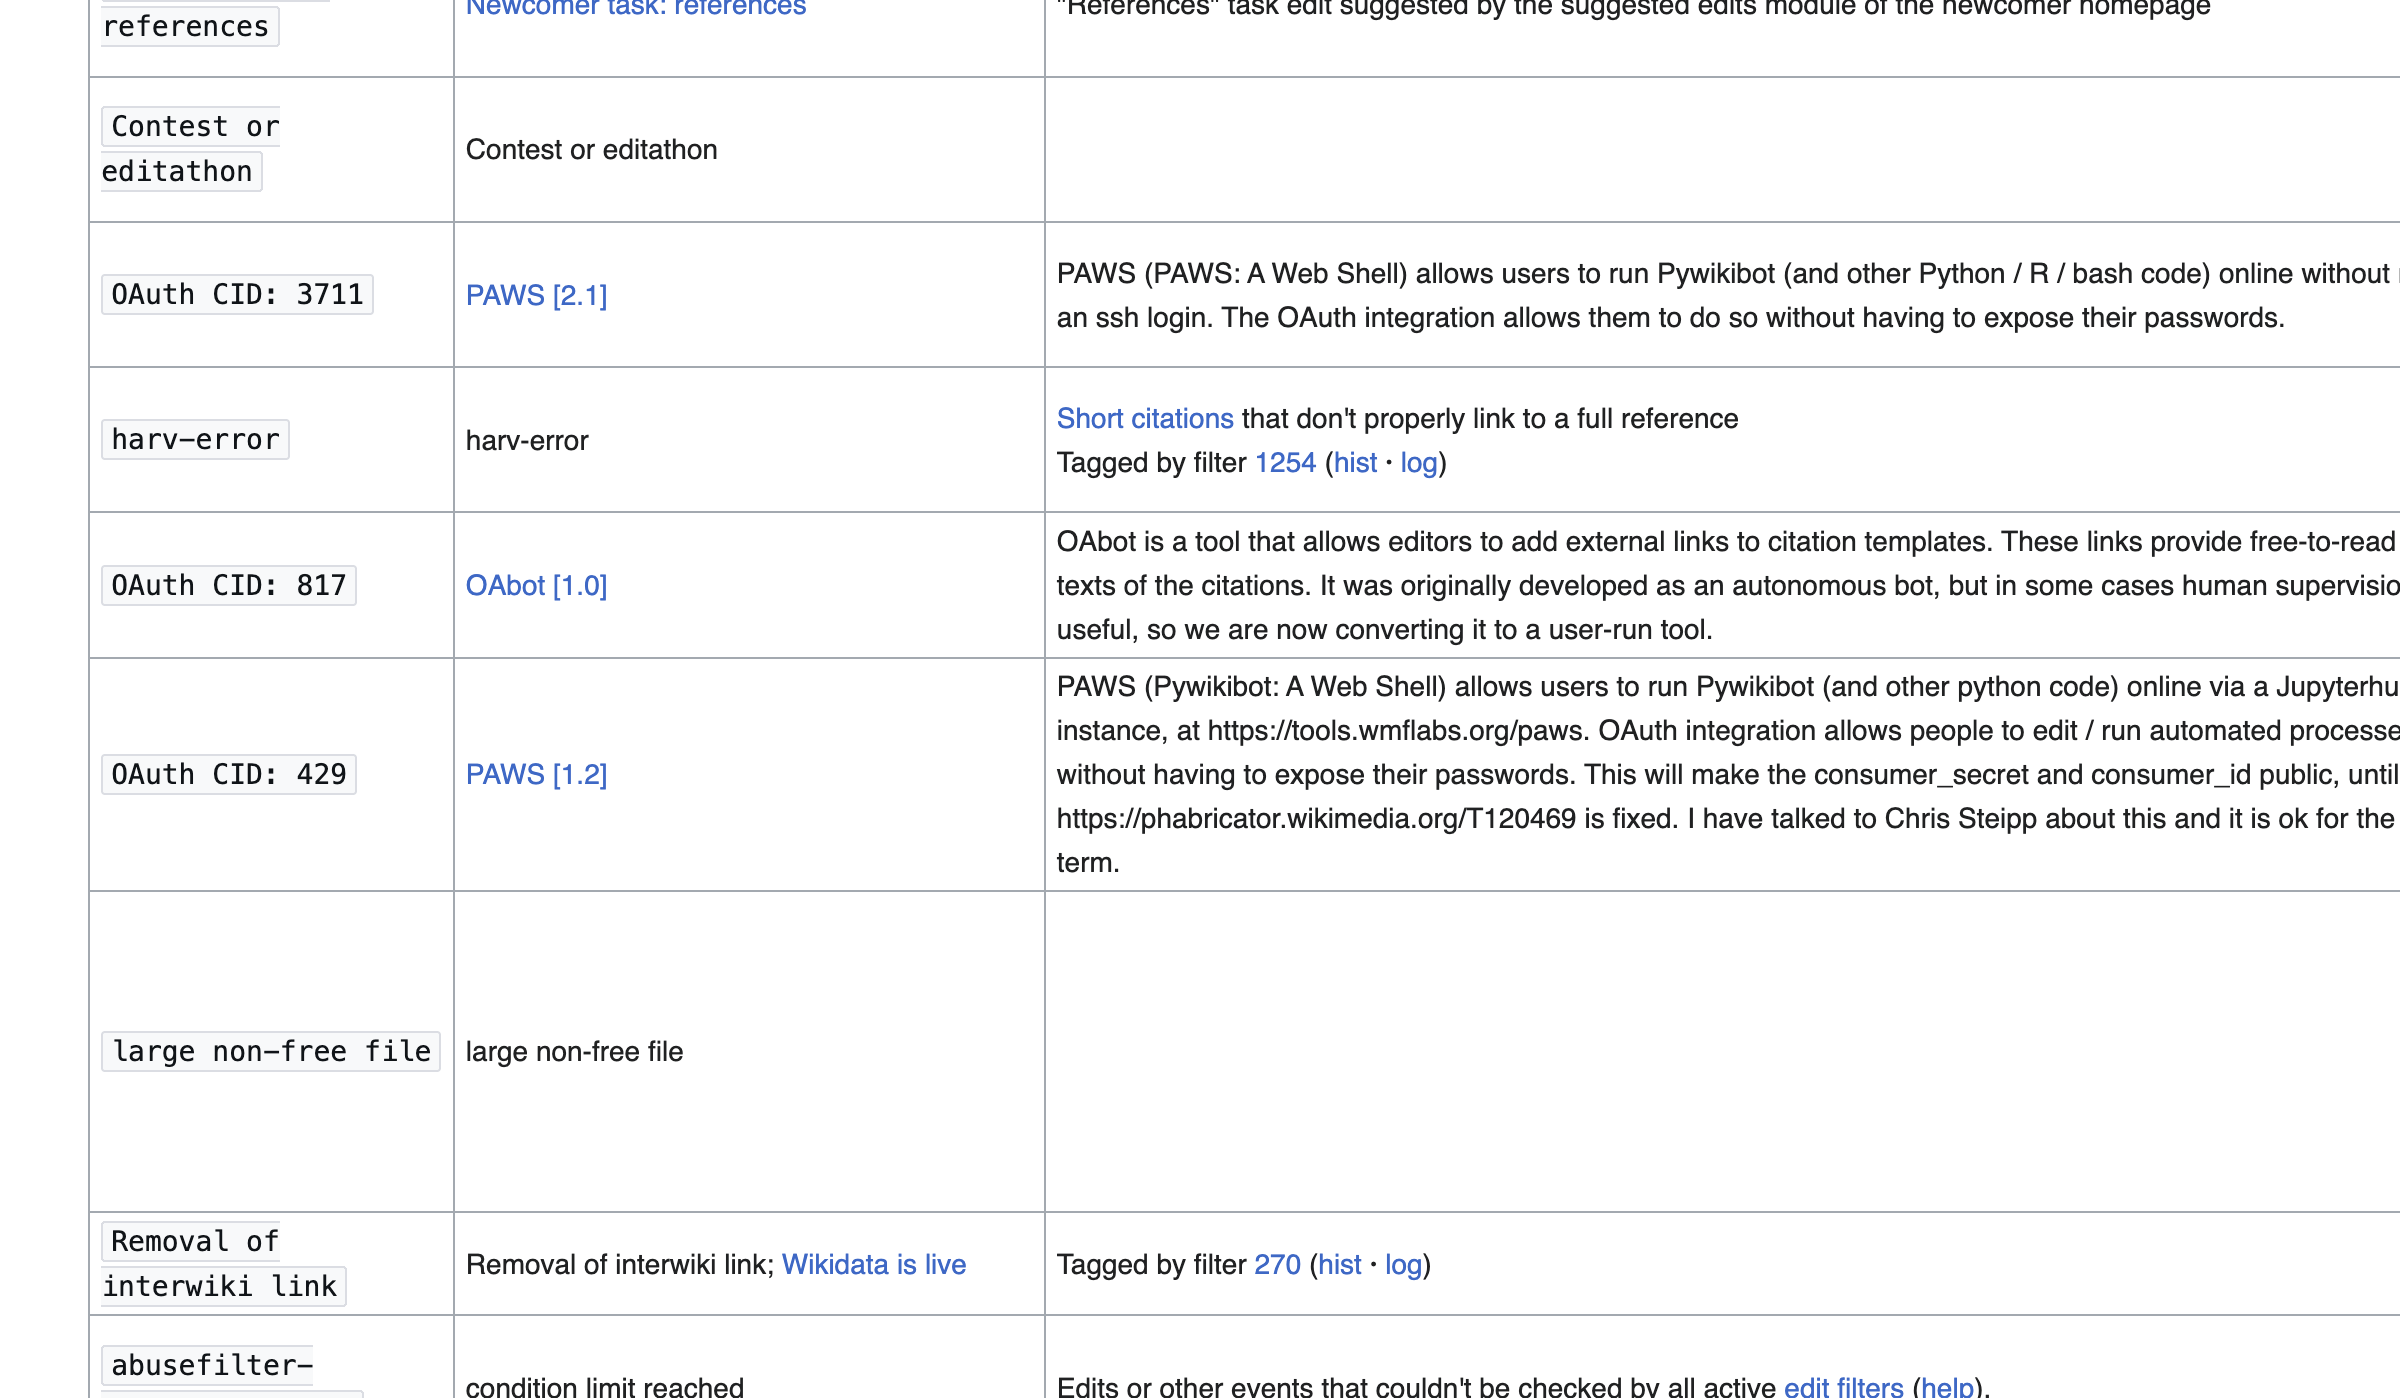 references
Newcomer task: references
"References" task edit suggested by the suggested edits module of the newcomer homepage
Contest or
editathon
Contest or editathon
OAuth CID: 3711
PAWS [2.1]
PAWS (PAWS: A Web Shell) allows users to run Pywikibot (and other Python / R / bash code) online without
an ssh login. The OAuth integration allows them to do so without having to expose their passwords.
harv-error
harv-error
Short citations that don't properly link to a full reference
Tagged by filter 1254 (hist · log)
OAuth CID: 817
OAbot [1.0]
OAbot is a tool that allows editors to add external links to citation templates. These links provide free-to-read
texts of the citations. It was originally developed as an autonomous bot, but in some cases human supervisio
useful, so we are now converting it to a user-run tool.
OAuth CID: 429
PAWS [1.2]
PAWS (Pywikibot: A Web Shell) allows users to run Pywikibot (and other python code) online via a Jupyterhu
instance, at https://tools.wmflabs.org/paws. OAuth integration allows people to edit / run automated processe
without having to expose their passwords. This will make the consumer_secret and consumer_id public, until
https://phabricator.wikimedia.org/T120469 is fixed. I have talked to Chris Steipp about this and it is ok for the
term.
large non-free file
large non-free file
Removal of
interwiki link
Removal of interwiki link; Wikidata is live
Tagged by filter 270 (hist · log)
abusefilter-
condition limit reached
Edits or other events that couldn't be checked by all active edit filters (help).